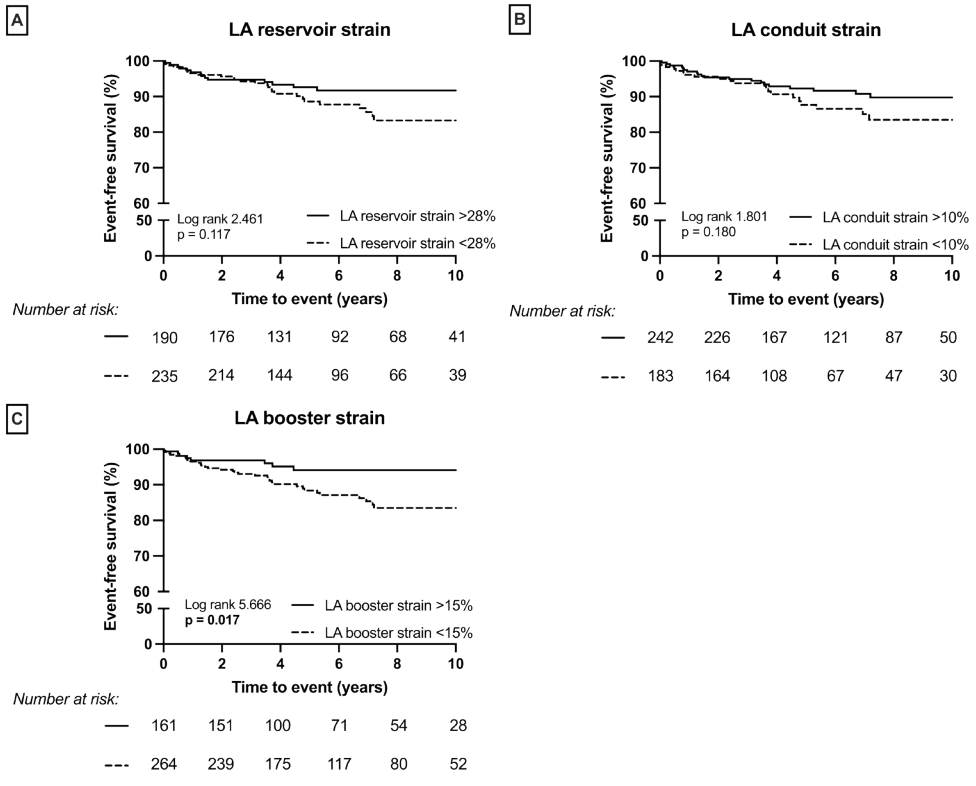 A
LA reservoir strain
Event-free survival (%)
100
90
80
70
60
50
0
Log rank 2.461
p = 0.117
LA reservoir strain >28%
LA reservoir strain <28%
0 2 4 6 8 10
Time to event (years)
Number at risk:
190 176 131 92 68 41
235 214 144 96 66 39
B
LA conduit strain
Event-free survival (%)
100
90
80
70
60
50
0
Log rank 1.801
p = 0.180
LA conduit strain >10%
LA conduit strain <10%
0 2 4 6 8 10
Time to event (years)
Number at risk:
242 226 167 121 87 50
183 164 108 67 47 30
C
LA booster strain
Event-free survival (%)
100
90
80
70
60
50
0
Log rank 5.666
p = 0.017
LA booster strain >15%
LA booster strain <15%
0 2 4 6 8 10
Time to event (years)
Number at risk:
161 151 100 71 54 28
264 239 175 117 80 52